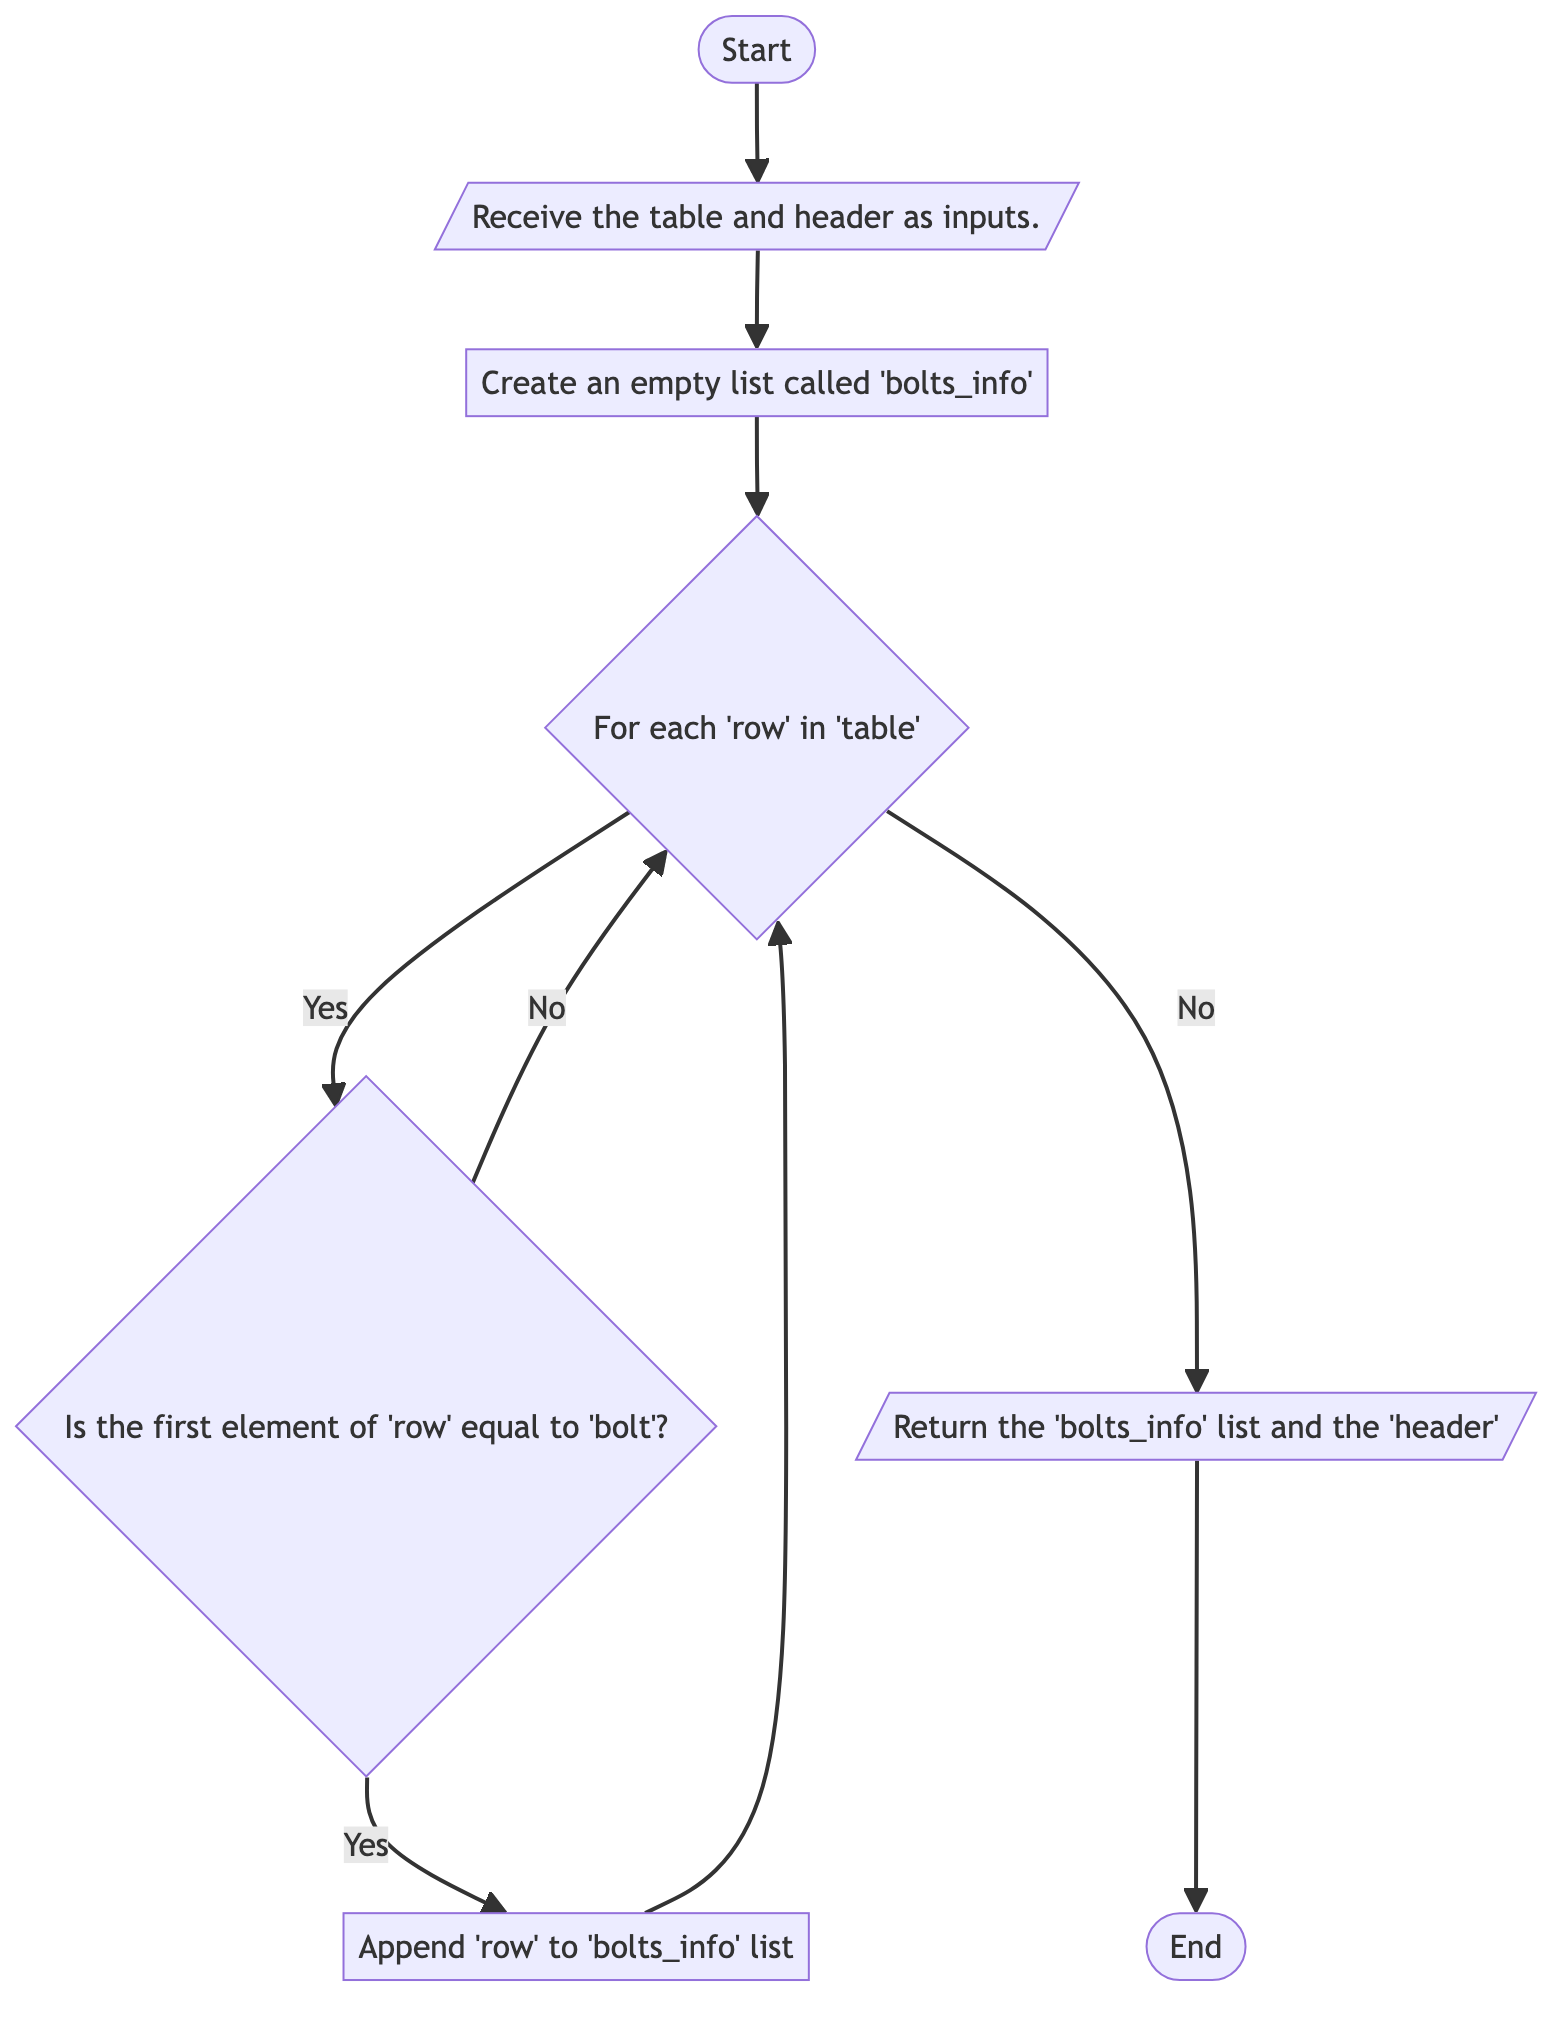 Start
Receive the table and header as inputs.
Create an empty list called 'bolts_info'
For each 'row' in 'table'
Yes
No
No
Is the first element of 'row' equal to 'bolt'?
Return the 'bolts_info' list and the 'header'
Yes
Append 'row' to 'bolts_info' list
End